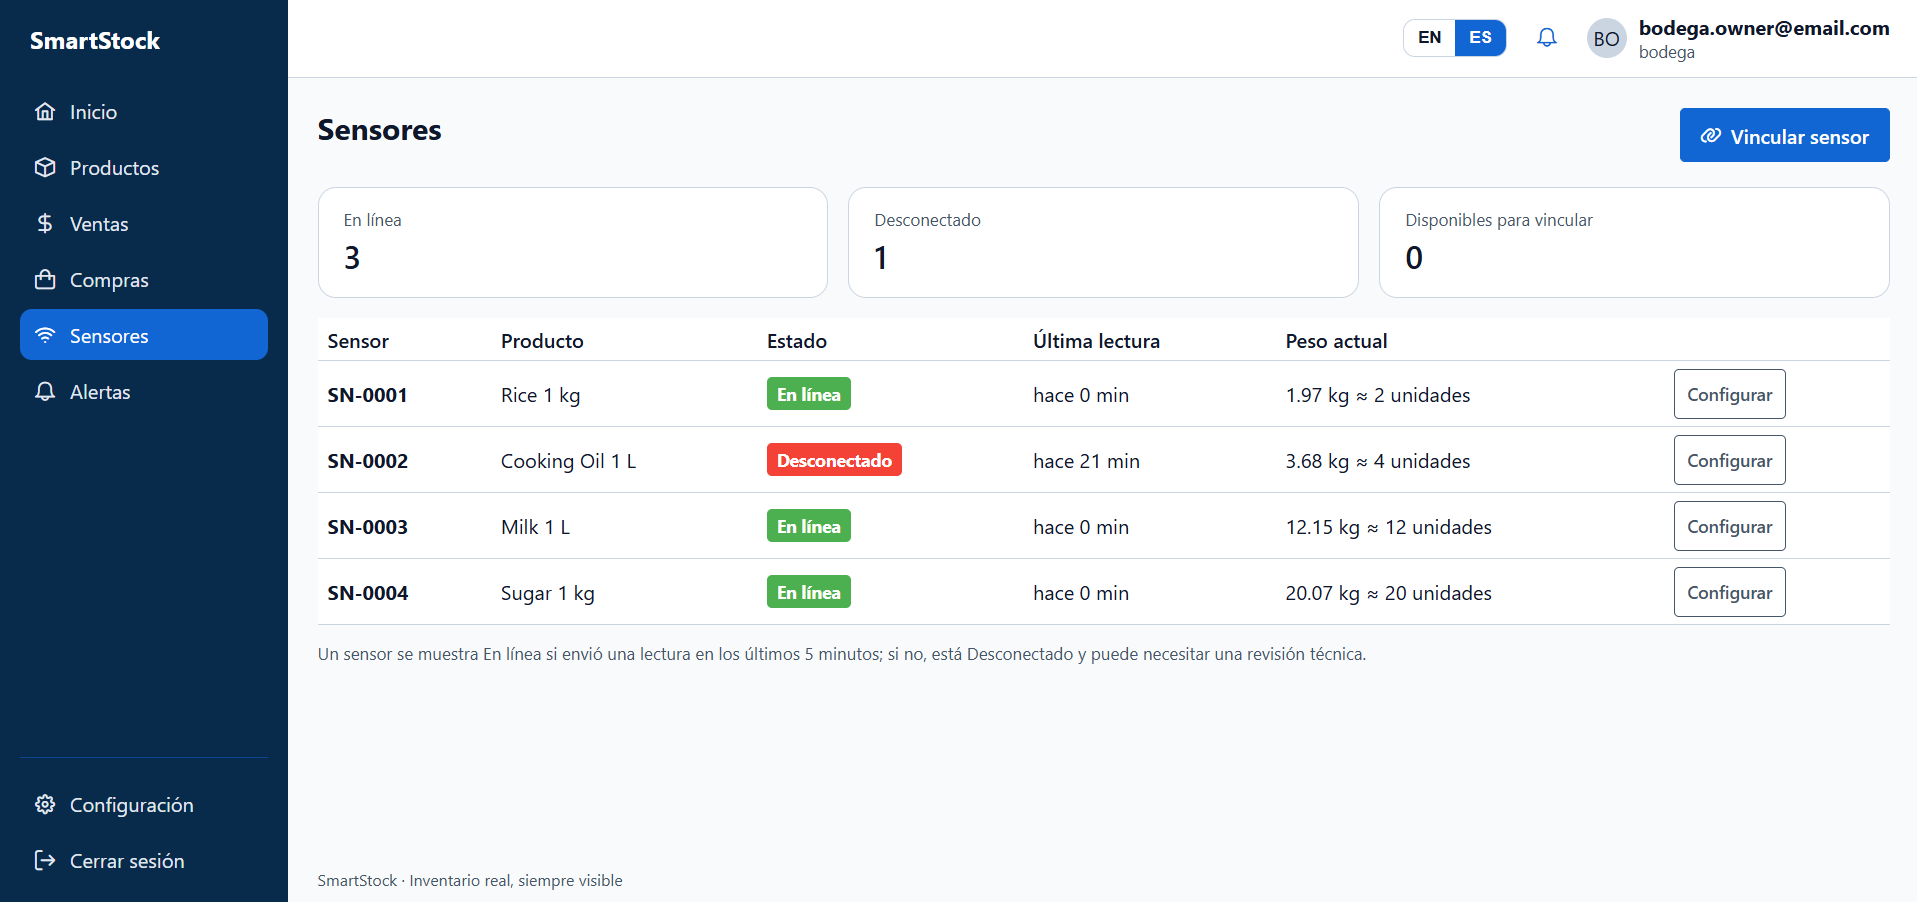 SmartStock
EN ES
BO
bodega.owner@email.com
bodega
Inicio
Productos
Ventas
Compras
Sensores
Alertas
Configuración
Cerrar sesión
Sensores
Vincular sensor
En línea
3
Desconectado
1
Disponibles para vincular
0
Sensor Producto Estado Última lectura Peso actual
SN-0001 Rice 1 kg En línea hace 0 min 1.97 kg ≈ 2 unidades Configurar
SN-0002 Cooking Oil 1 L Desconectado hace 21 min 3.68 kg ≈ 4 unidades Configurar
SN-0003 Milk 1 L En línea hace 0 min 12.15 kg ≈ 12 unidades Configurar
SN-0004 Sugar 1 kg En línea hace 0 min 20.07 kg ≈ 20 unidades Configurar
Un sensor se muestra En línea si envió una lectura en los últimos 5 minutos; si no, está Desconectado y puede necesitar una revisión técnica.
SmartStock · Inventario real, siempre visible